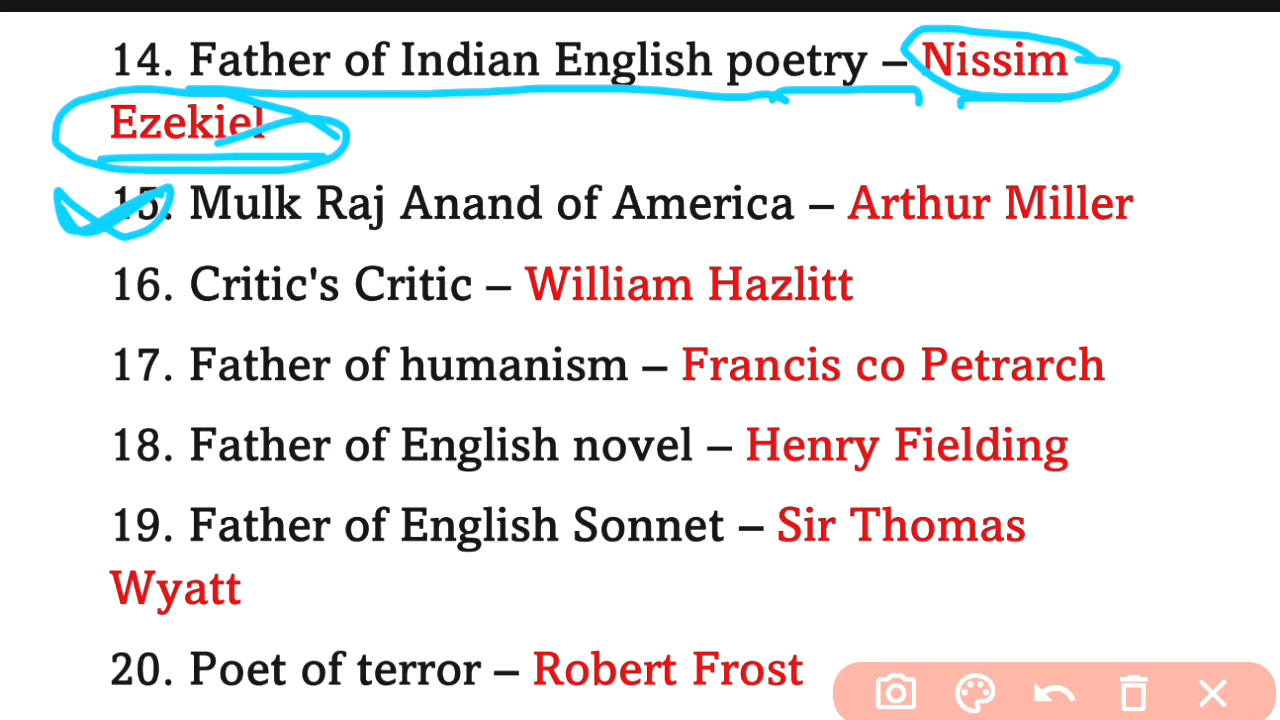 14. Father of Indian English poetry – Nissim
Ezekiel
15. Mulk Raj Anand of America – Arthur Miller
16. Critic's Critic – William Hazlitt
17. Father of humanism – Francis co Petrarch
18. Father of English novel – Henry Fielding
19. Father of English Sonnet – Sir Thomas
Wyatt
20. Poet of terror – Robert Frost